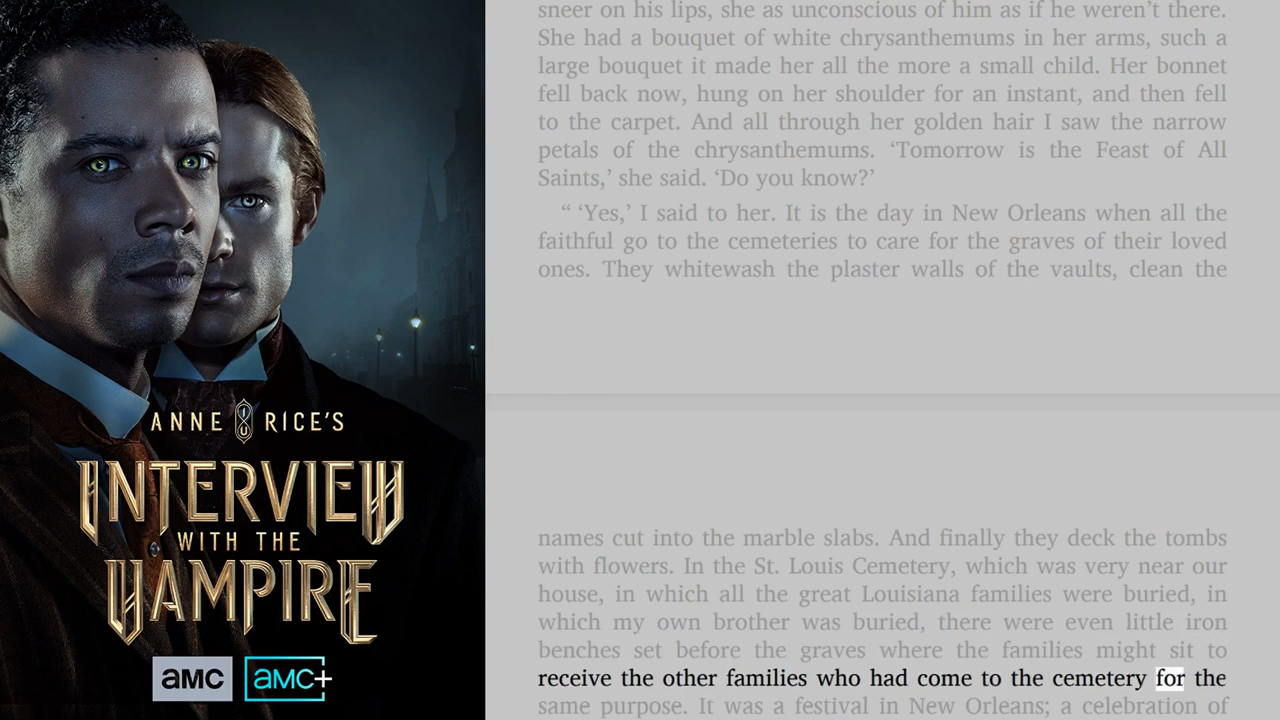 ANNE RICE'S
INTERVIEW
WITH THE
VAMPIRE
amc
amc+
sneer on his lips, she as unconscious of him as if he weren’t there.
She had a bouquet of white chrysanthemums in her arms, such a
large bouquet it made her all the more a small child. Her bonnet
fell back now, hung on her shoulder for an instant, and then fell
to the carpet. And all through her golden hair I saw the narrow
petals of the chrysanthemums. ‘Tomorrow is the Feast of All
Saints,’ she said. ‘Do you know?’
“ ‘Yes,’ I said to her. It is the day in New Orleans when all the
faithful go to the cemeteries to care for the graves of their loved
ones. They whitewash the plaster walls of the vaults, clean the
names cut into the marble slabs. And finally they deck the tombs
with flowers. In the St. Louis Cemetery, which was very near our
house, in which all the great Louisiana families were buried, in
which my own brother was buried, there were even little iron
benches set before the graves where the families might sit to
receive the other families who had come to the cemetery for the
same purpose. It was a festival in New Orleans; a celebration of